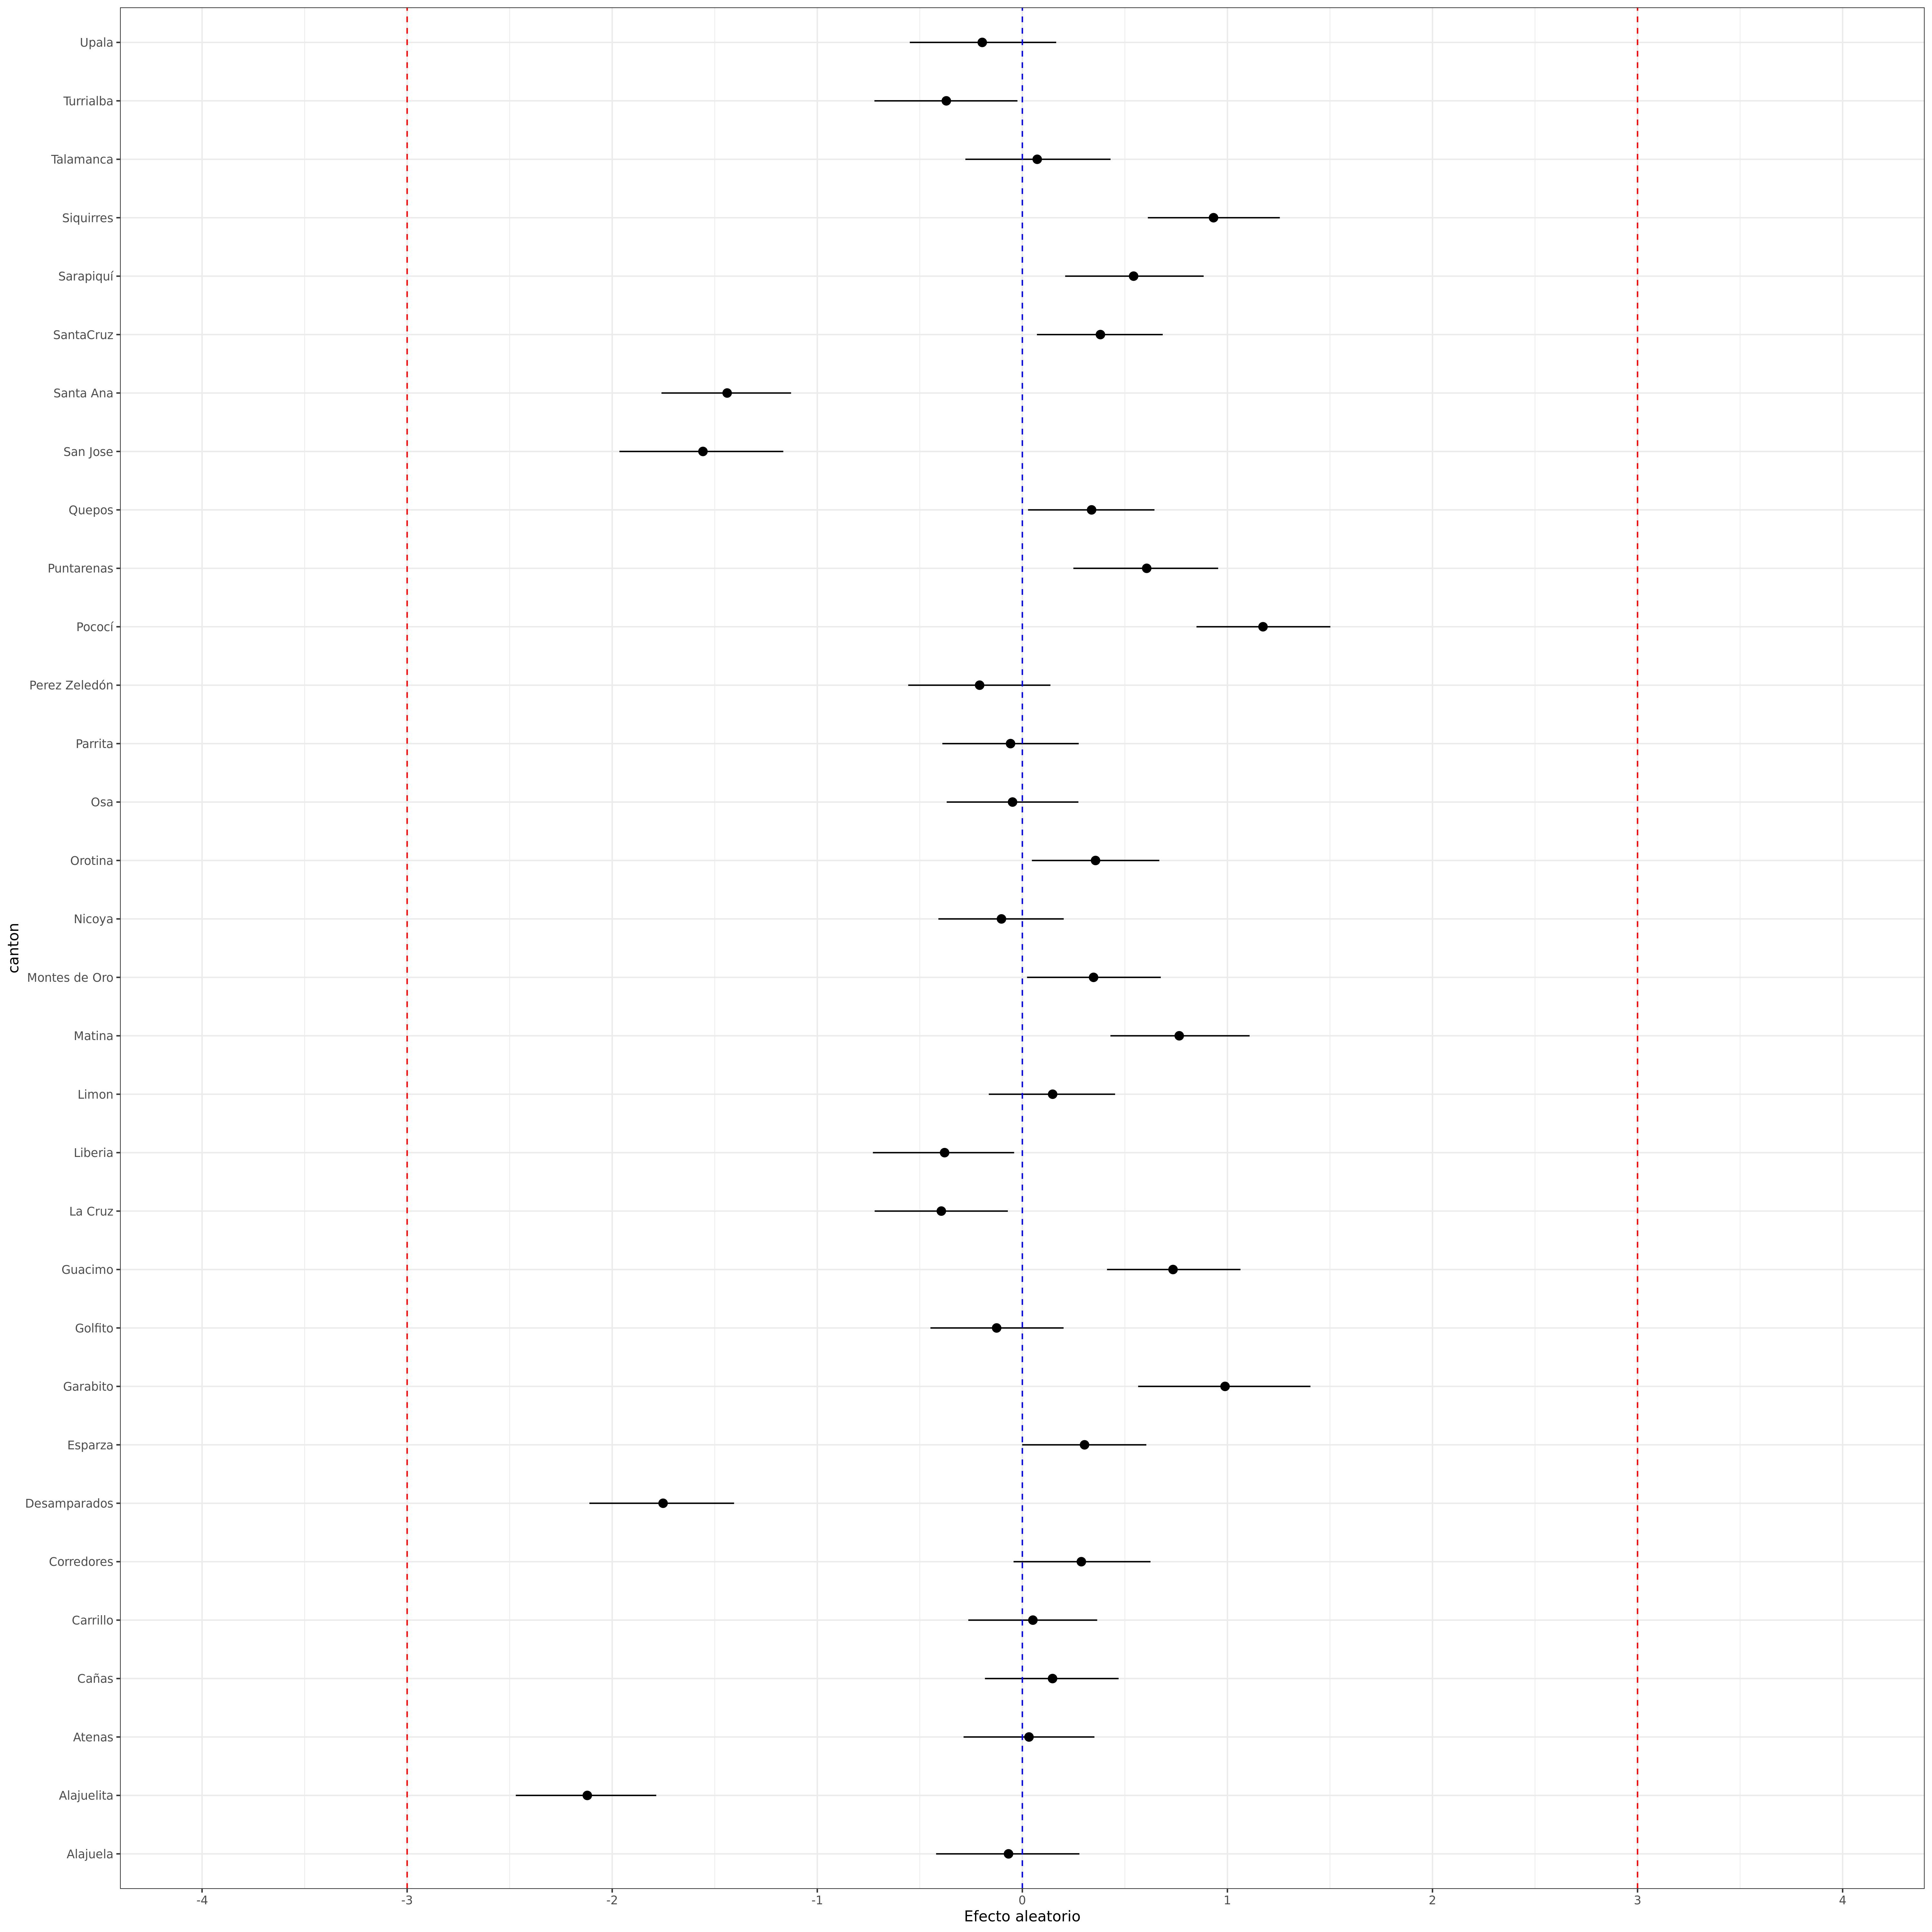 Upala
Turrialba
Talamanca
Siquirres
Sarapiquí
SantaCruz
Santa Ana
San Jose
Quepos
Puntarenas
Pococí
Perez Zeledón
Parrita
Osa
Orotina
Nicoya
Montes de Oro
Matina
Limon
Liberia
La Cruz
Guacimo
Golfito
Garabito
Esparza
Desamparados
Corredores
Carrillo
Cañas
Atenas
Alajuelita
Alajuela
canton
-4 -3 -2 -1 0 1 2 3 4
Efecto aleatorio